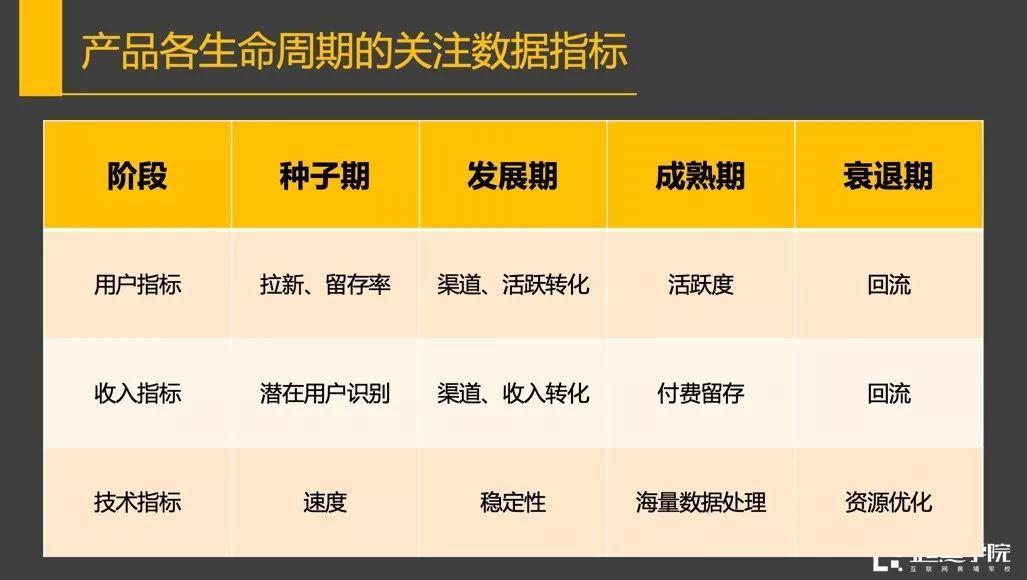 产品各生命周期的关注数据指标
阶段 种子期 发展期 成熟期 衰退期
用户指标 拉新、留存率 渠道、活跃转化 活跃度 回流
收入指标 潜在用户识别 渠道、收入转化 付费留存 回流
技术指标 速度 稳定性 海量数据处理 资源优化
学院
互联网黄埔军校